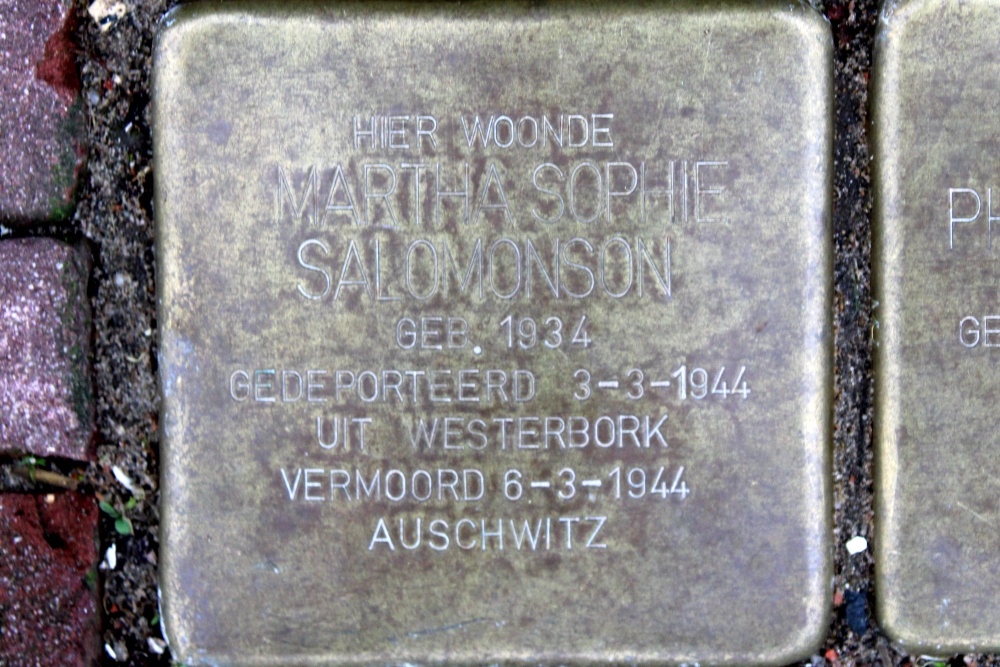 HIER WOONDE
MARTHA SOPHIE
SALOMONSON
GEB. 1934
GEDEPORTEERD 3-3-1944
UIT WESTERBORK
VERMOORD 6-3-1944
AUSCHWITZ